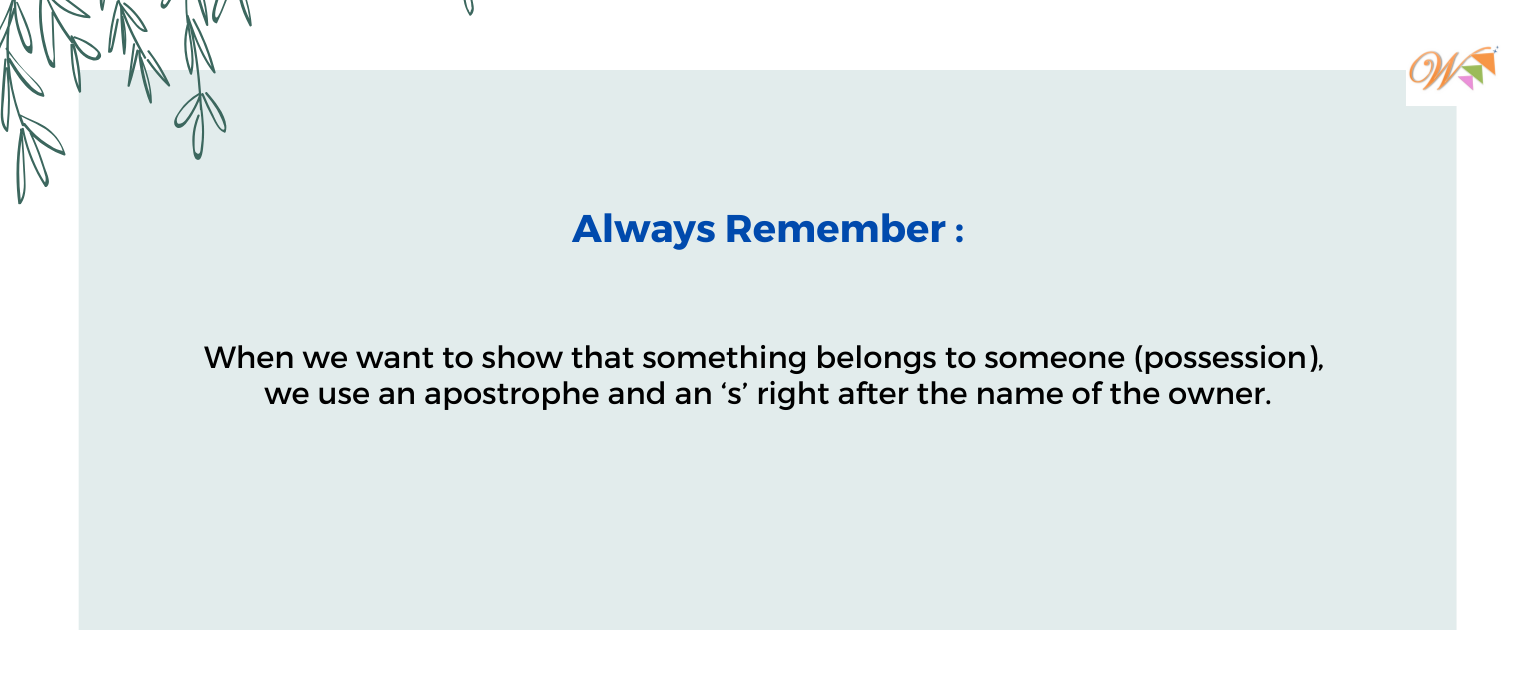 W
Always Remember :
When we want to show that something belongs to someone (possession),
we use an apostrophe and an ‘s’ right after the name of the owner.